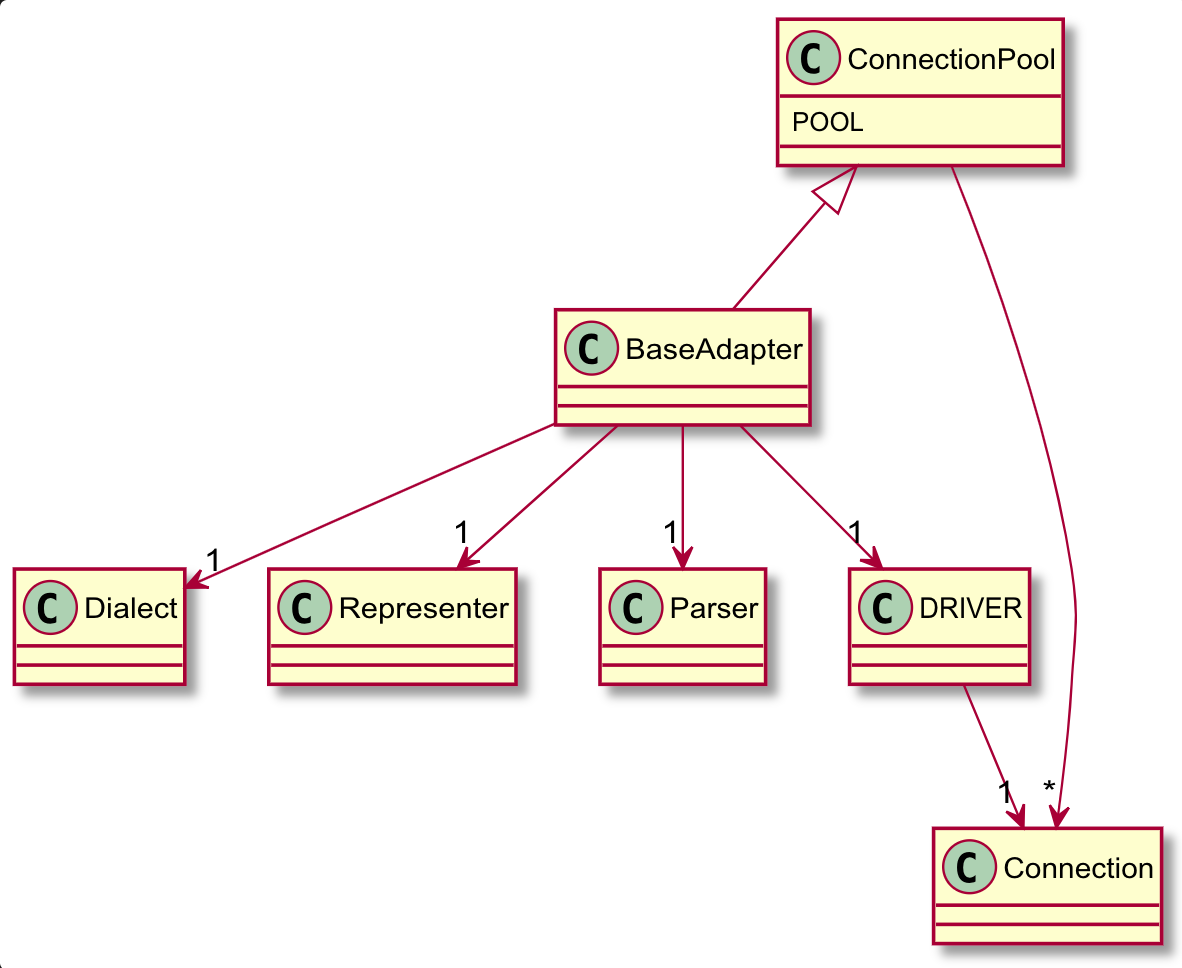 C ConnectionPool
POOL
C BaseAdapter
1
1
1
1
C Dialect
C Representer
C Parser
C DRIVER
1
*
C Connection